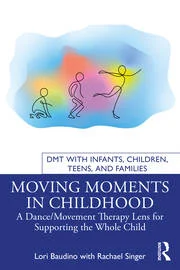 DMT WITH INFANTS, CHILDREN,
TEENS, AND FAMILIES
MOVING MOMENTS
IN CHILDHOOD
A Dance/Movement Therapy Lens for
Supporting the Whole Child
Lori Baudino with Rachael Singer
R